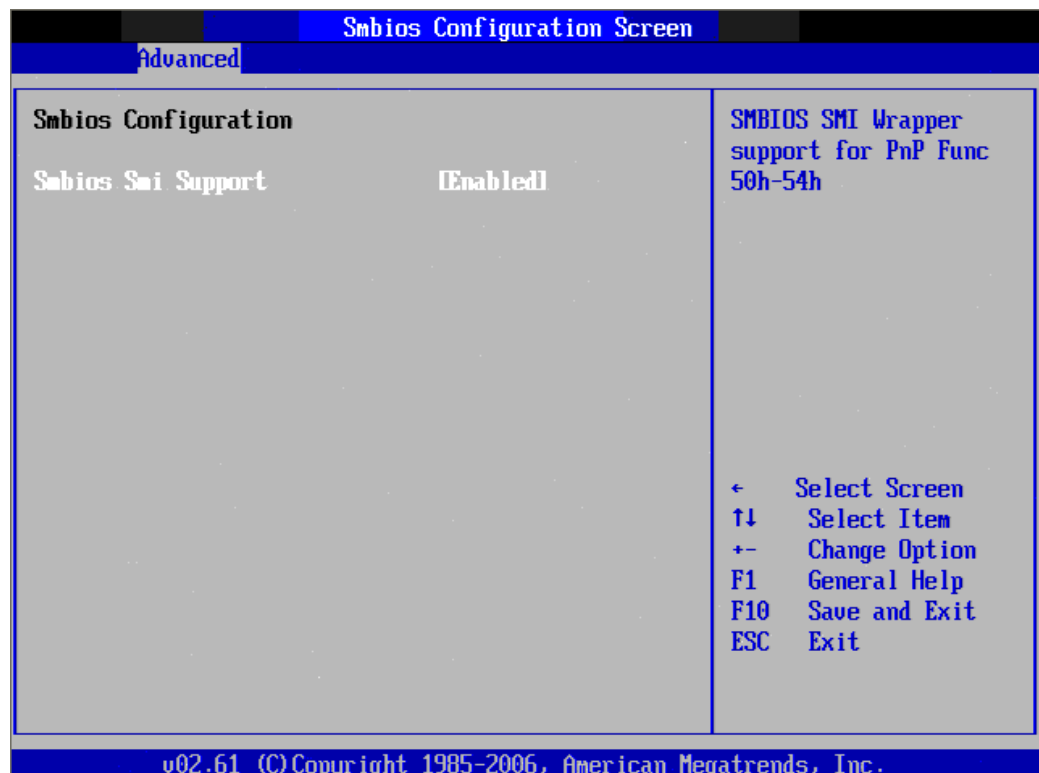 Smbios Configuration Screen
Advanced
Smbios Configuration
Smbios Smi Support [Enabled]
SMBIOS SMI Wrapper
support for PnP Func
50h-54h
← Select Screen
↑↓ Select Item
+- Change Option
F1 General Help
F10 Save and Exit
ESC Exit
v02.61 (C)Copyright 1985-2006, American Megatrends, Inc.